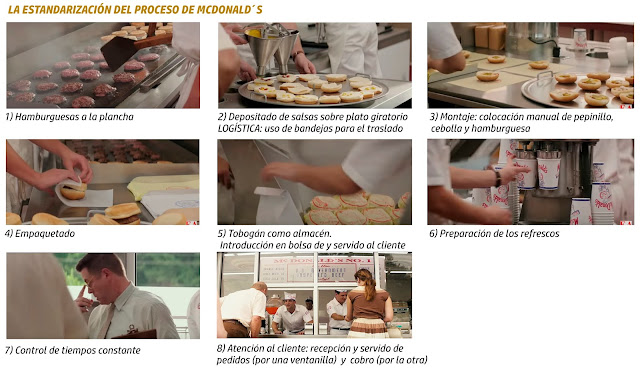 LA ESTANDARIZACIÓN DEL PROCESO DE MCDONALD´S
1) Hamburguesas a la plancha
2) Depositado de salsas sobre plato giratorio
LOGÍSTICA: uso de bandejas para el traslado
3) Montaje: colocación manual de pepinillo,
cebolla y hamburguesa
4) Empaquetado
5) Tobogán como almacén.
Introducción en bolsa de y servido al cliente
6) Preparación de los refrescos
7) Control de tiempos constante
8) Atención al cliente: recepción y servido de
pedidos (por una ventanilla) y cobro (por la otra)